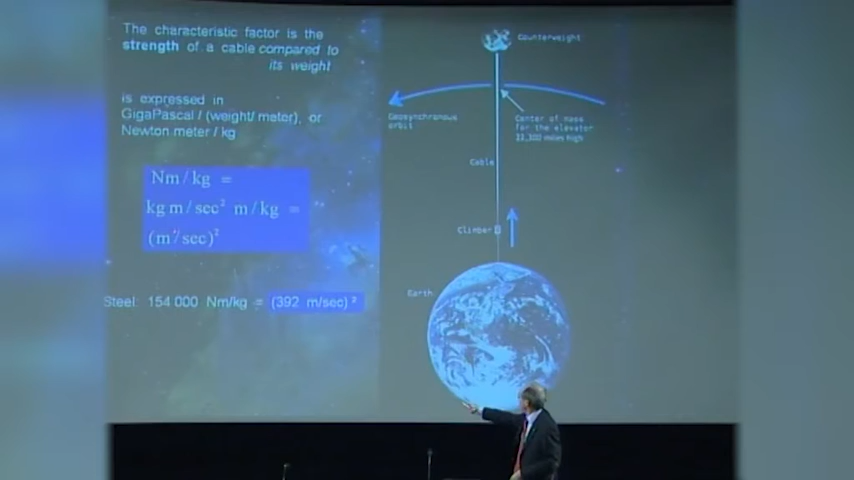 The characteristic factor is the
strength of a cable compared to
its weight
is expressed in
GigaPascal / (weight/ meter), or
Newton meter / kg
Nm/kg =
kg m/sec² m/kg =
(m/sec)²
Steel: 154 000 Nm/kg = (392 m/sec) ²
Counterweight
Geosynchronous
orbit
Center of mass
for the elevator
23,300 miles high
Cable
Climber
Earth